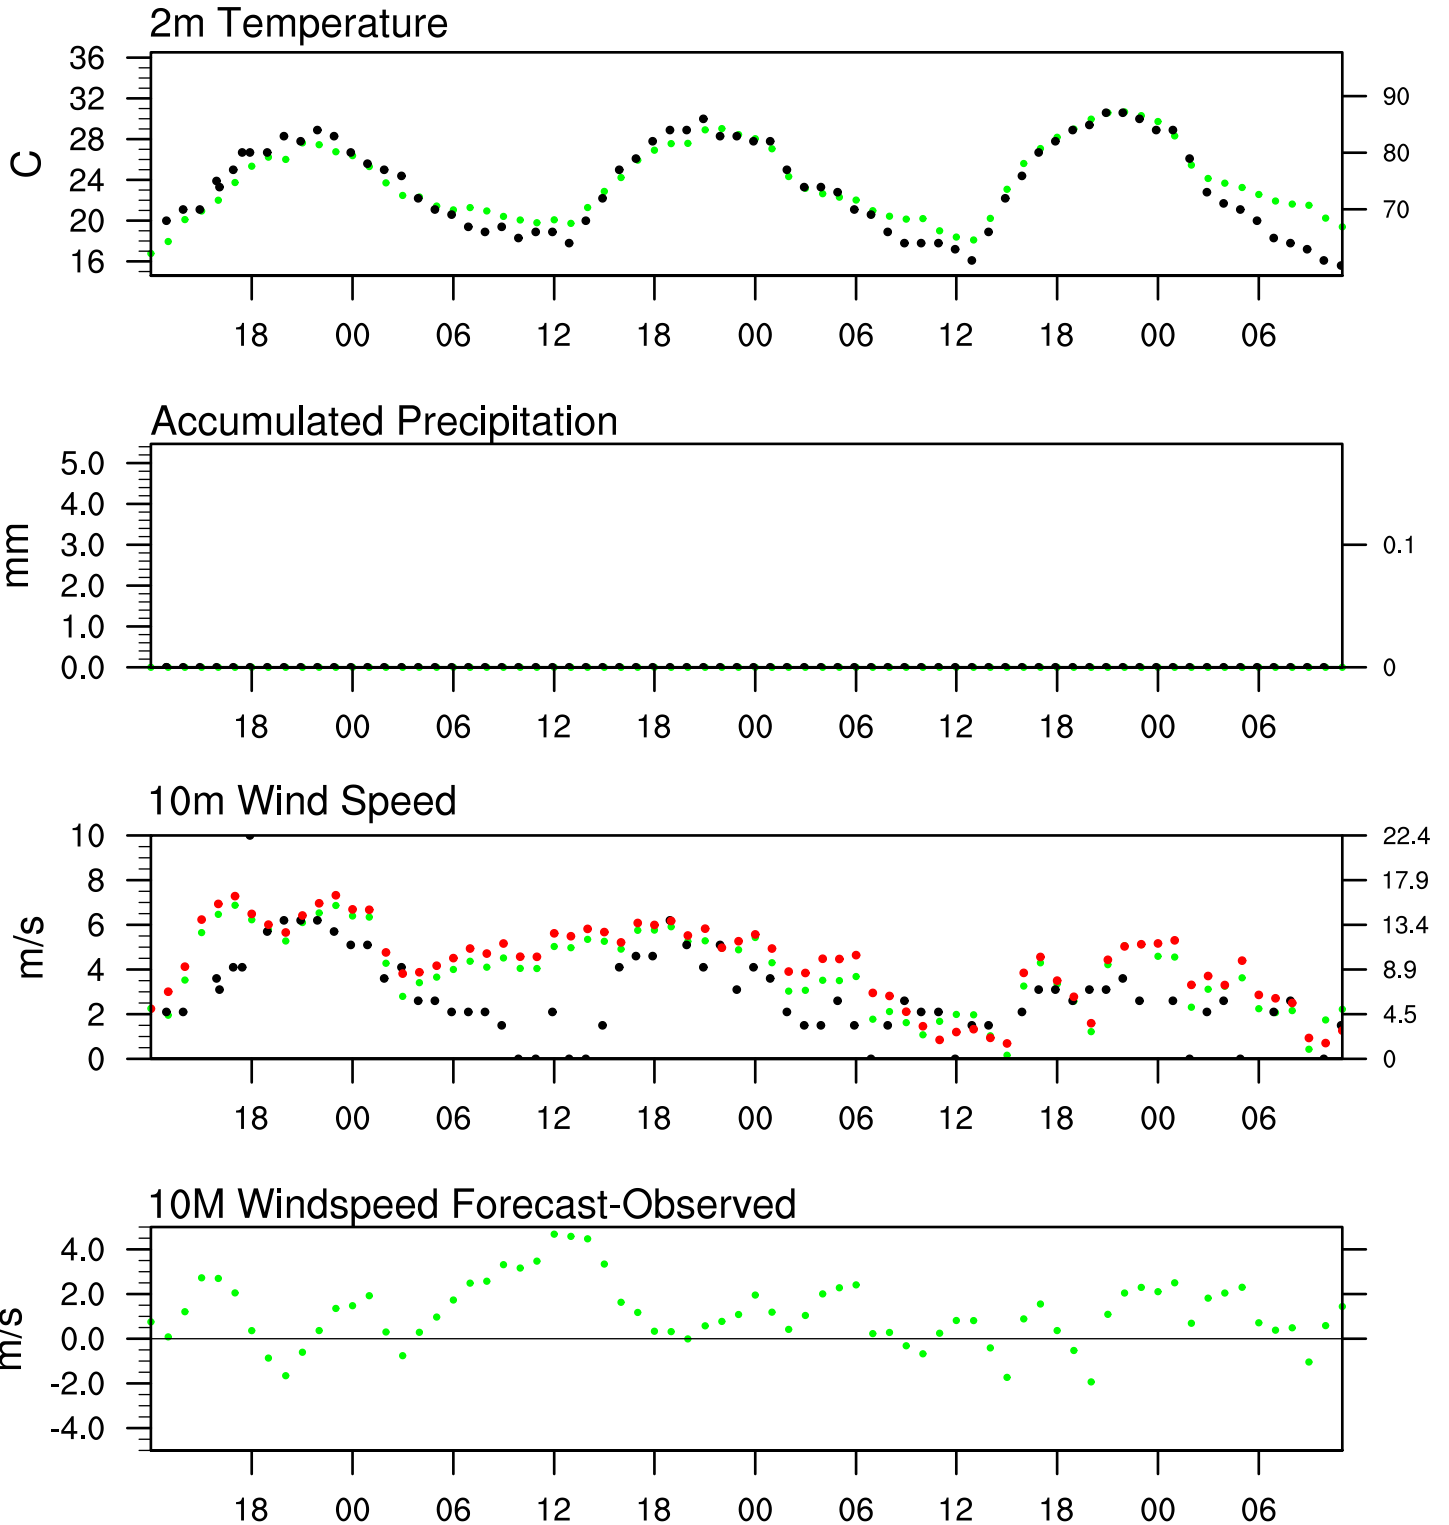 2m Temperature
36
32
28
24
20
16
C
90
80
70
18 00 06 12 18 00 06 12 18 00 06
Accumulated Precipitation
5.0
4.0
3.0
2.0
1.0
0.0
mm
0.1
0
18 00 06 12 18 00 06 12 18 00 06
10m Wind Speed
10
8
6
4
2
0
m/s
22.4
17.9
13.4
8.9
4.5
0
18 00 06 12 18 00 06 12 18 00 06
10M Windspeed Forecast-Observed
4.0
2.0
0.0
-2.0
-4.0
m/s
18 00 06 12 18 00 06 12 18 00 06